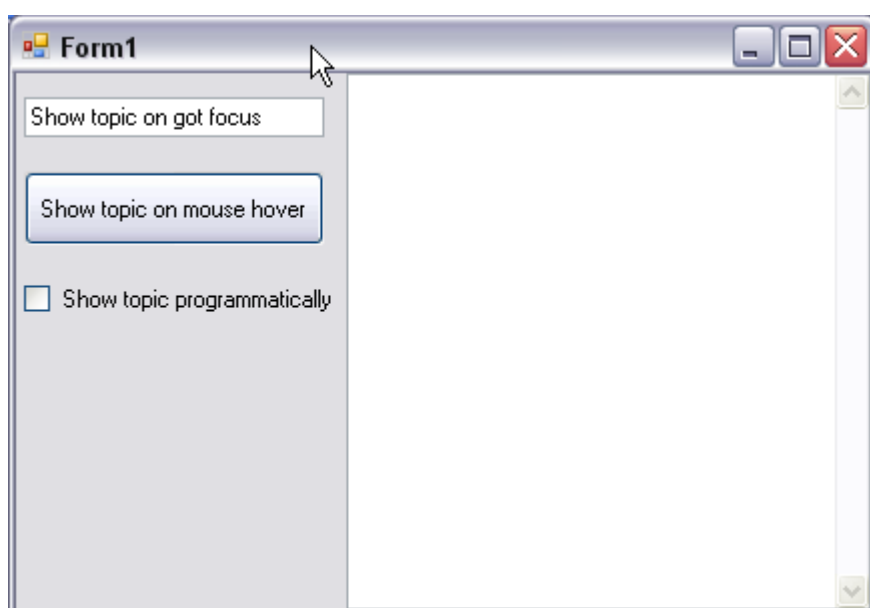 Form1
Show topic on got focus
Show topic on mouse hover
Show topic programmatically